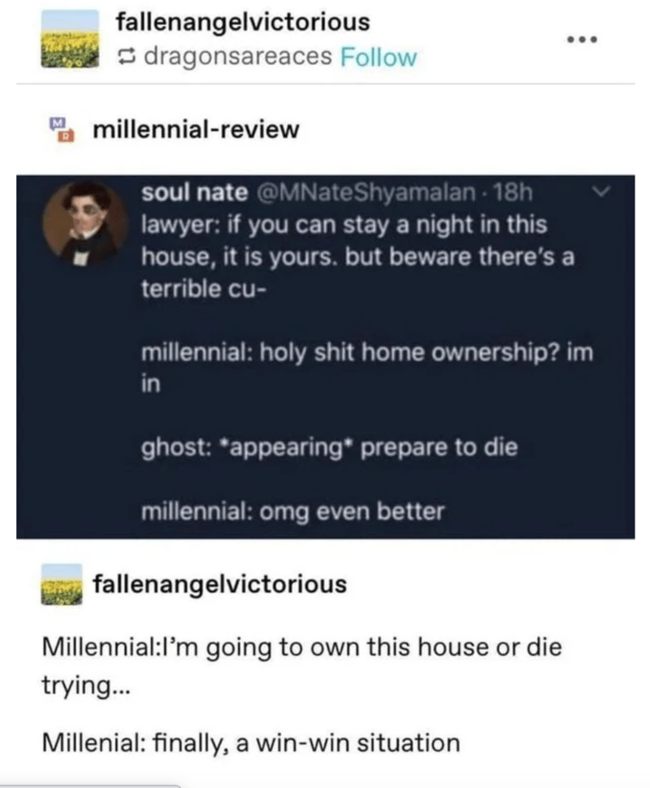 fallenangelvictorious
dragonsareaces Follow
millennial-review
soul nate @MNateShyamalan · 18h
lawyer: if you can stay a night in this
house, it is yours. but beware there's a
terrible cu-
millennial: holy shit home ownership? im
in
ghost: *appearing* prepare to die
millennial: omg even better
fallenangelvictorious
Millennial:I'm going to own this house or die
trying...
Millenial: finally, a win-win situation